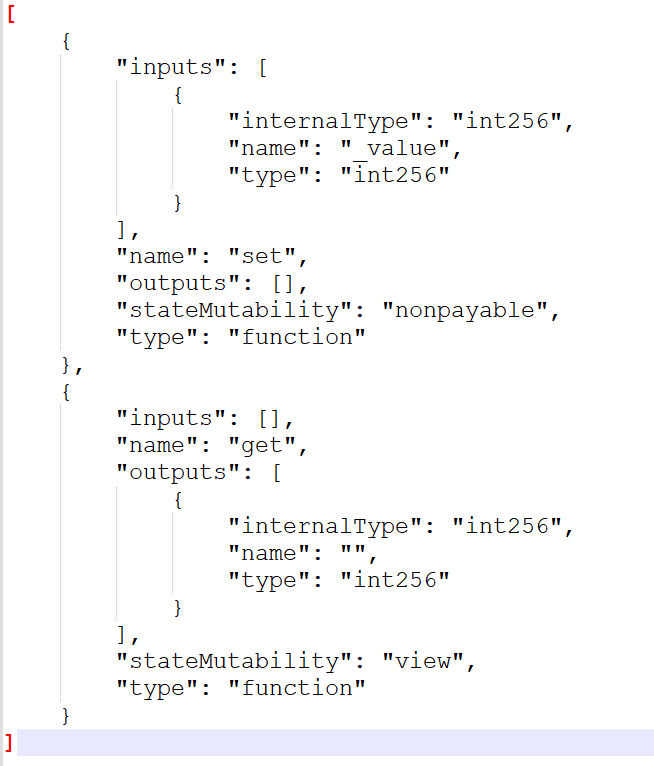 [
    {
        "inputs": [
            {
                "internalType": "int256",
                "name": "_value",
                "type": "int256"
            }
        ],
        "name": "set",
        "outputs": [],
        "stateMutability": "nonpayable",
        "type": "function"
    },
    {
        "inputs": [],
        "name": "get",
        "outputs": [
            {
                "internalType": "int256",
                "name": "",
                "type": "int256"
            }
        ],
        "stateMutability": "view",
        "type": "function"
    }
]